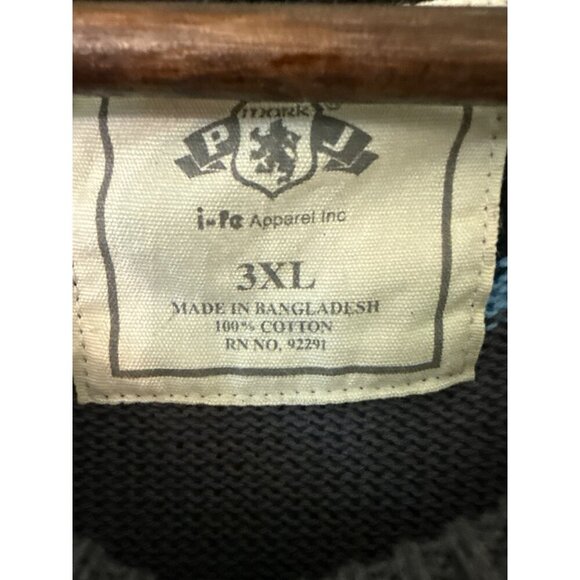 mark
P J
i-fe Apparel Inc
3XL
MADE IN BANGLADESH
100% COTTON
RN NO. 92291